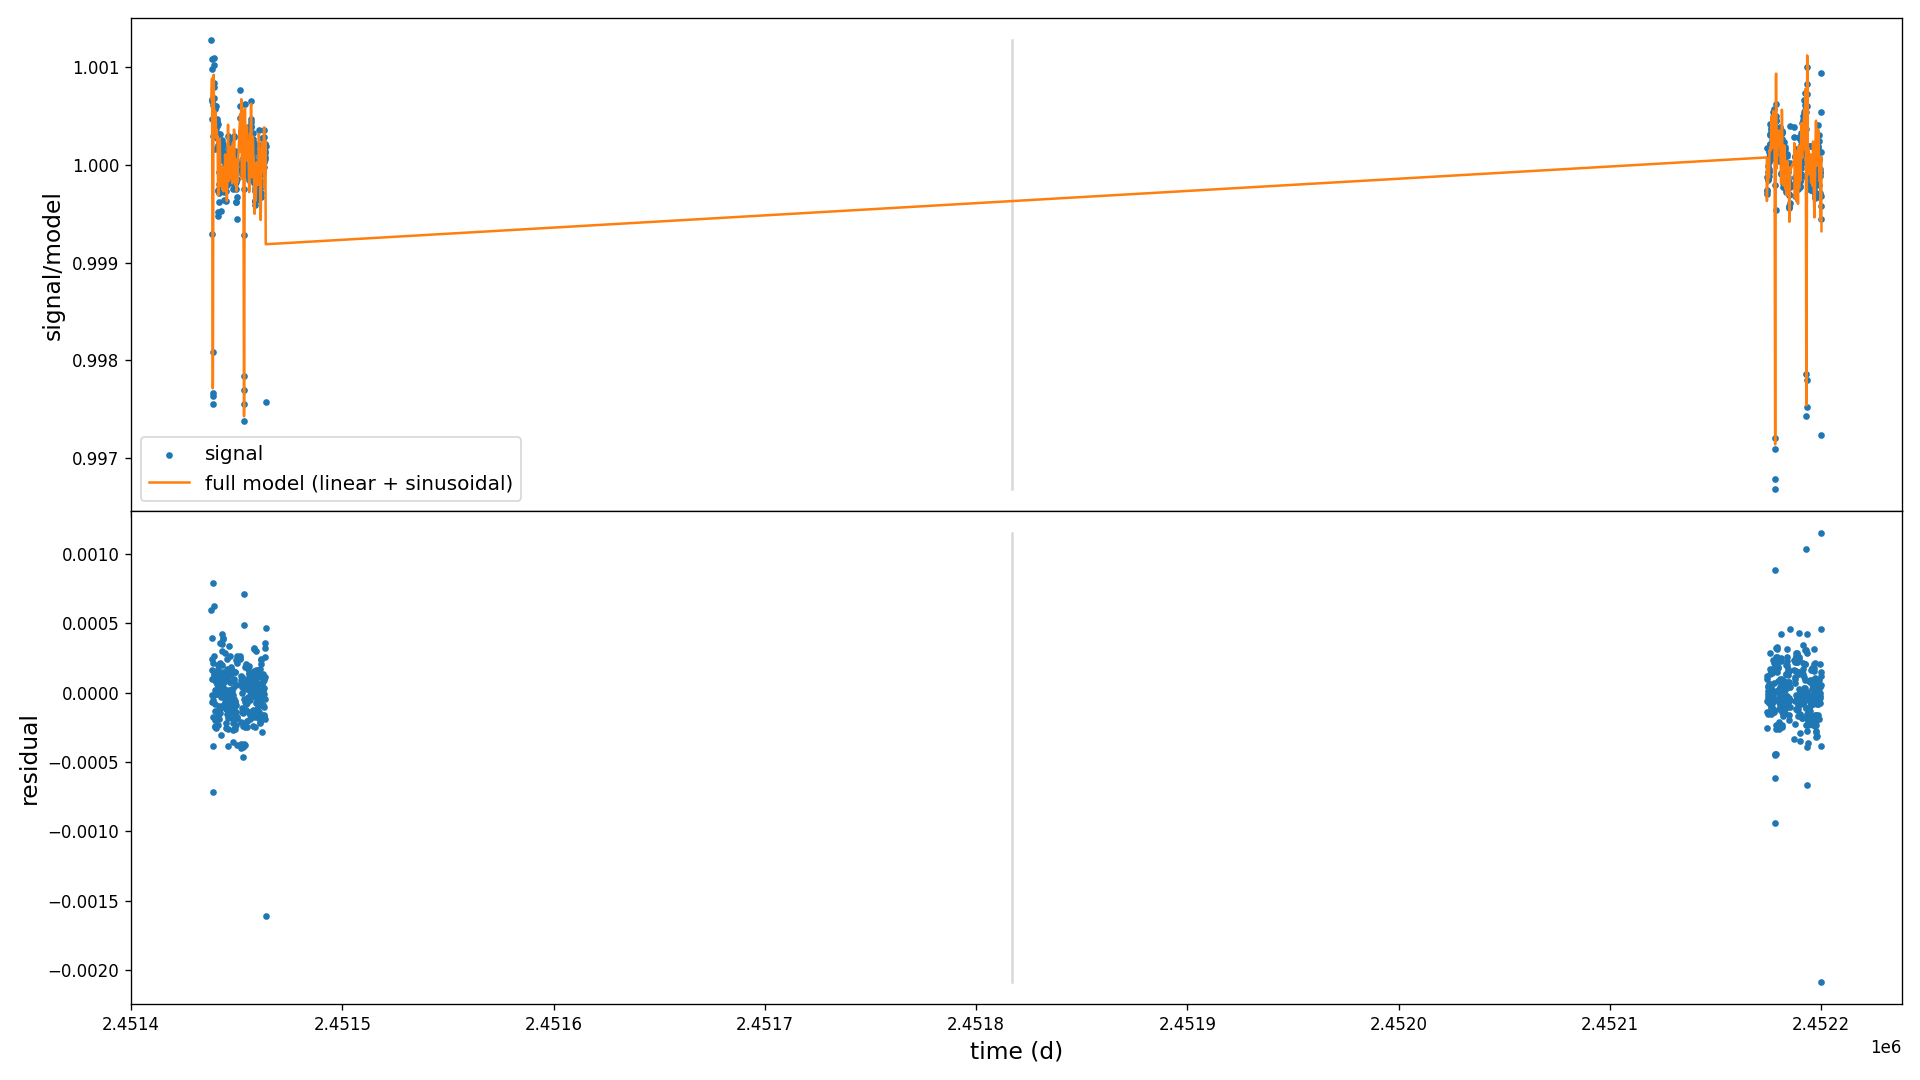 signal/model
1.001
1.000
0.999
0.998
0.997
signal
full model (linear + sinusoidal)
residual
0.0010
0.0005
0.0000
−0.0005
−0.0010
−0.0015
−0.0020
2.4514 2.4515 2.4516 2.4517 2.4518 2.4519 2.4520 2.4521 2.4522
1e6
time (d)